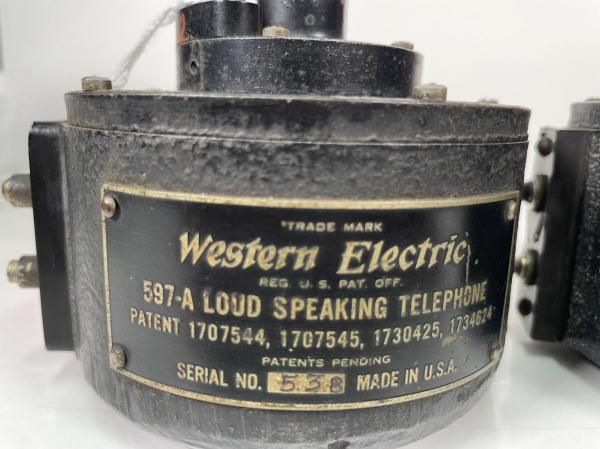 "TRADE MARK
Western Electric
REG. U.S. PAT. OFF.
597-A LOUD SPEAKING TELEPHONE
PATENT 1707544, 1707545, 1730425, 1734624
PATENTS PENDING
SERIAL NO. 538 MADE IN U.S.A.